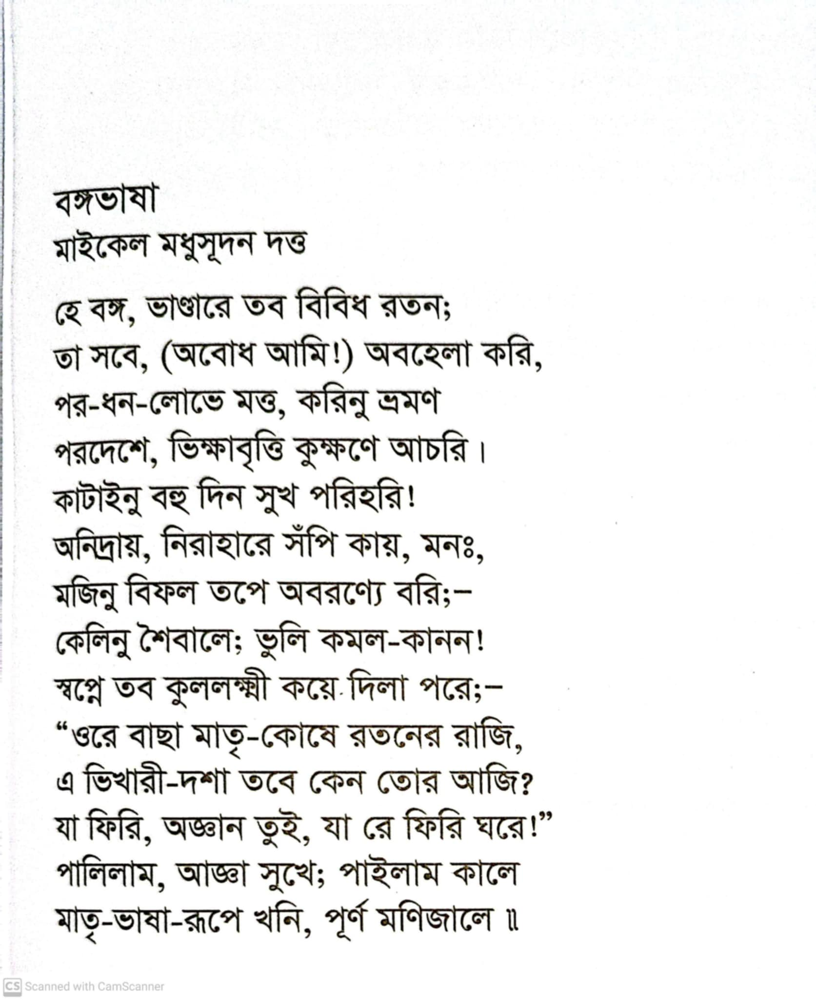 বঙ্গভাষা
মাইকেল মধুসূদন দত্ত
হে বঙ্গ, ভাণ্ডারে তব বিবিধ রতন;
তা সবে, (অবোধ আমি!) অবহেলা করি,
পর-ধন-লোভে মত্ত, করিনু ভ্রমণ
পরদেশে, ভিক্ষাবৃত্তি কুক্ষণে আচরি।
কাটাইনু বহু দিন সুখ পরিহরি!
অনিদ্রায়, নিরাহারে সঁপি কায়, মনঃ,
মজিনু বিফল তপে অবরণ্যে বরি;–
কেলিনু শৈবালে; ভুলি কমল-কানন!
স্বপ্নে তব কুললক্ষ্মী কয়ে দিলা পরে;–
“ওরে বাছা মাতৃ-কোষে রতনের রাজি,
এ ভিখারী-দশা তবে কেন তোর আজি?
যা ফিরি, অজ্ঞান তুই, যা রে ফিরি ঘরে!”
পালিলাম, আজ্ঞা সুখে; পাইলাম কালে
মাতৃ-ভাষা-রূপে খনি, পূর্ণ মণিজালে॥
CS Scanned with CamScanner